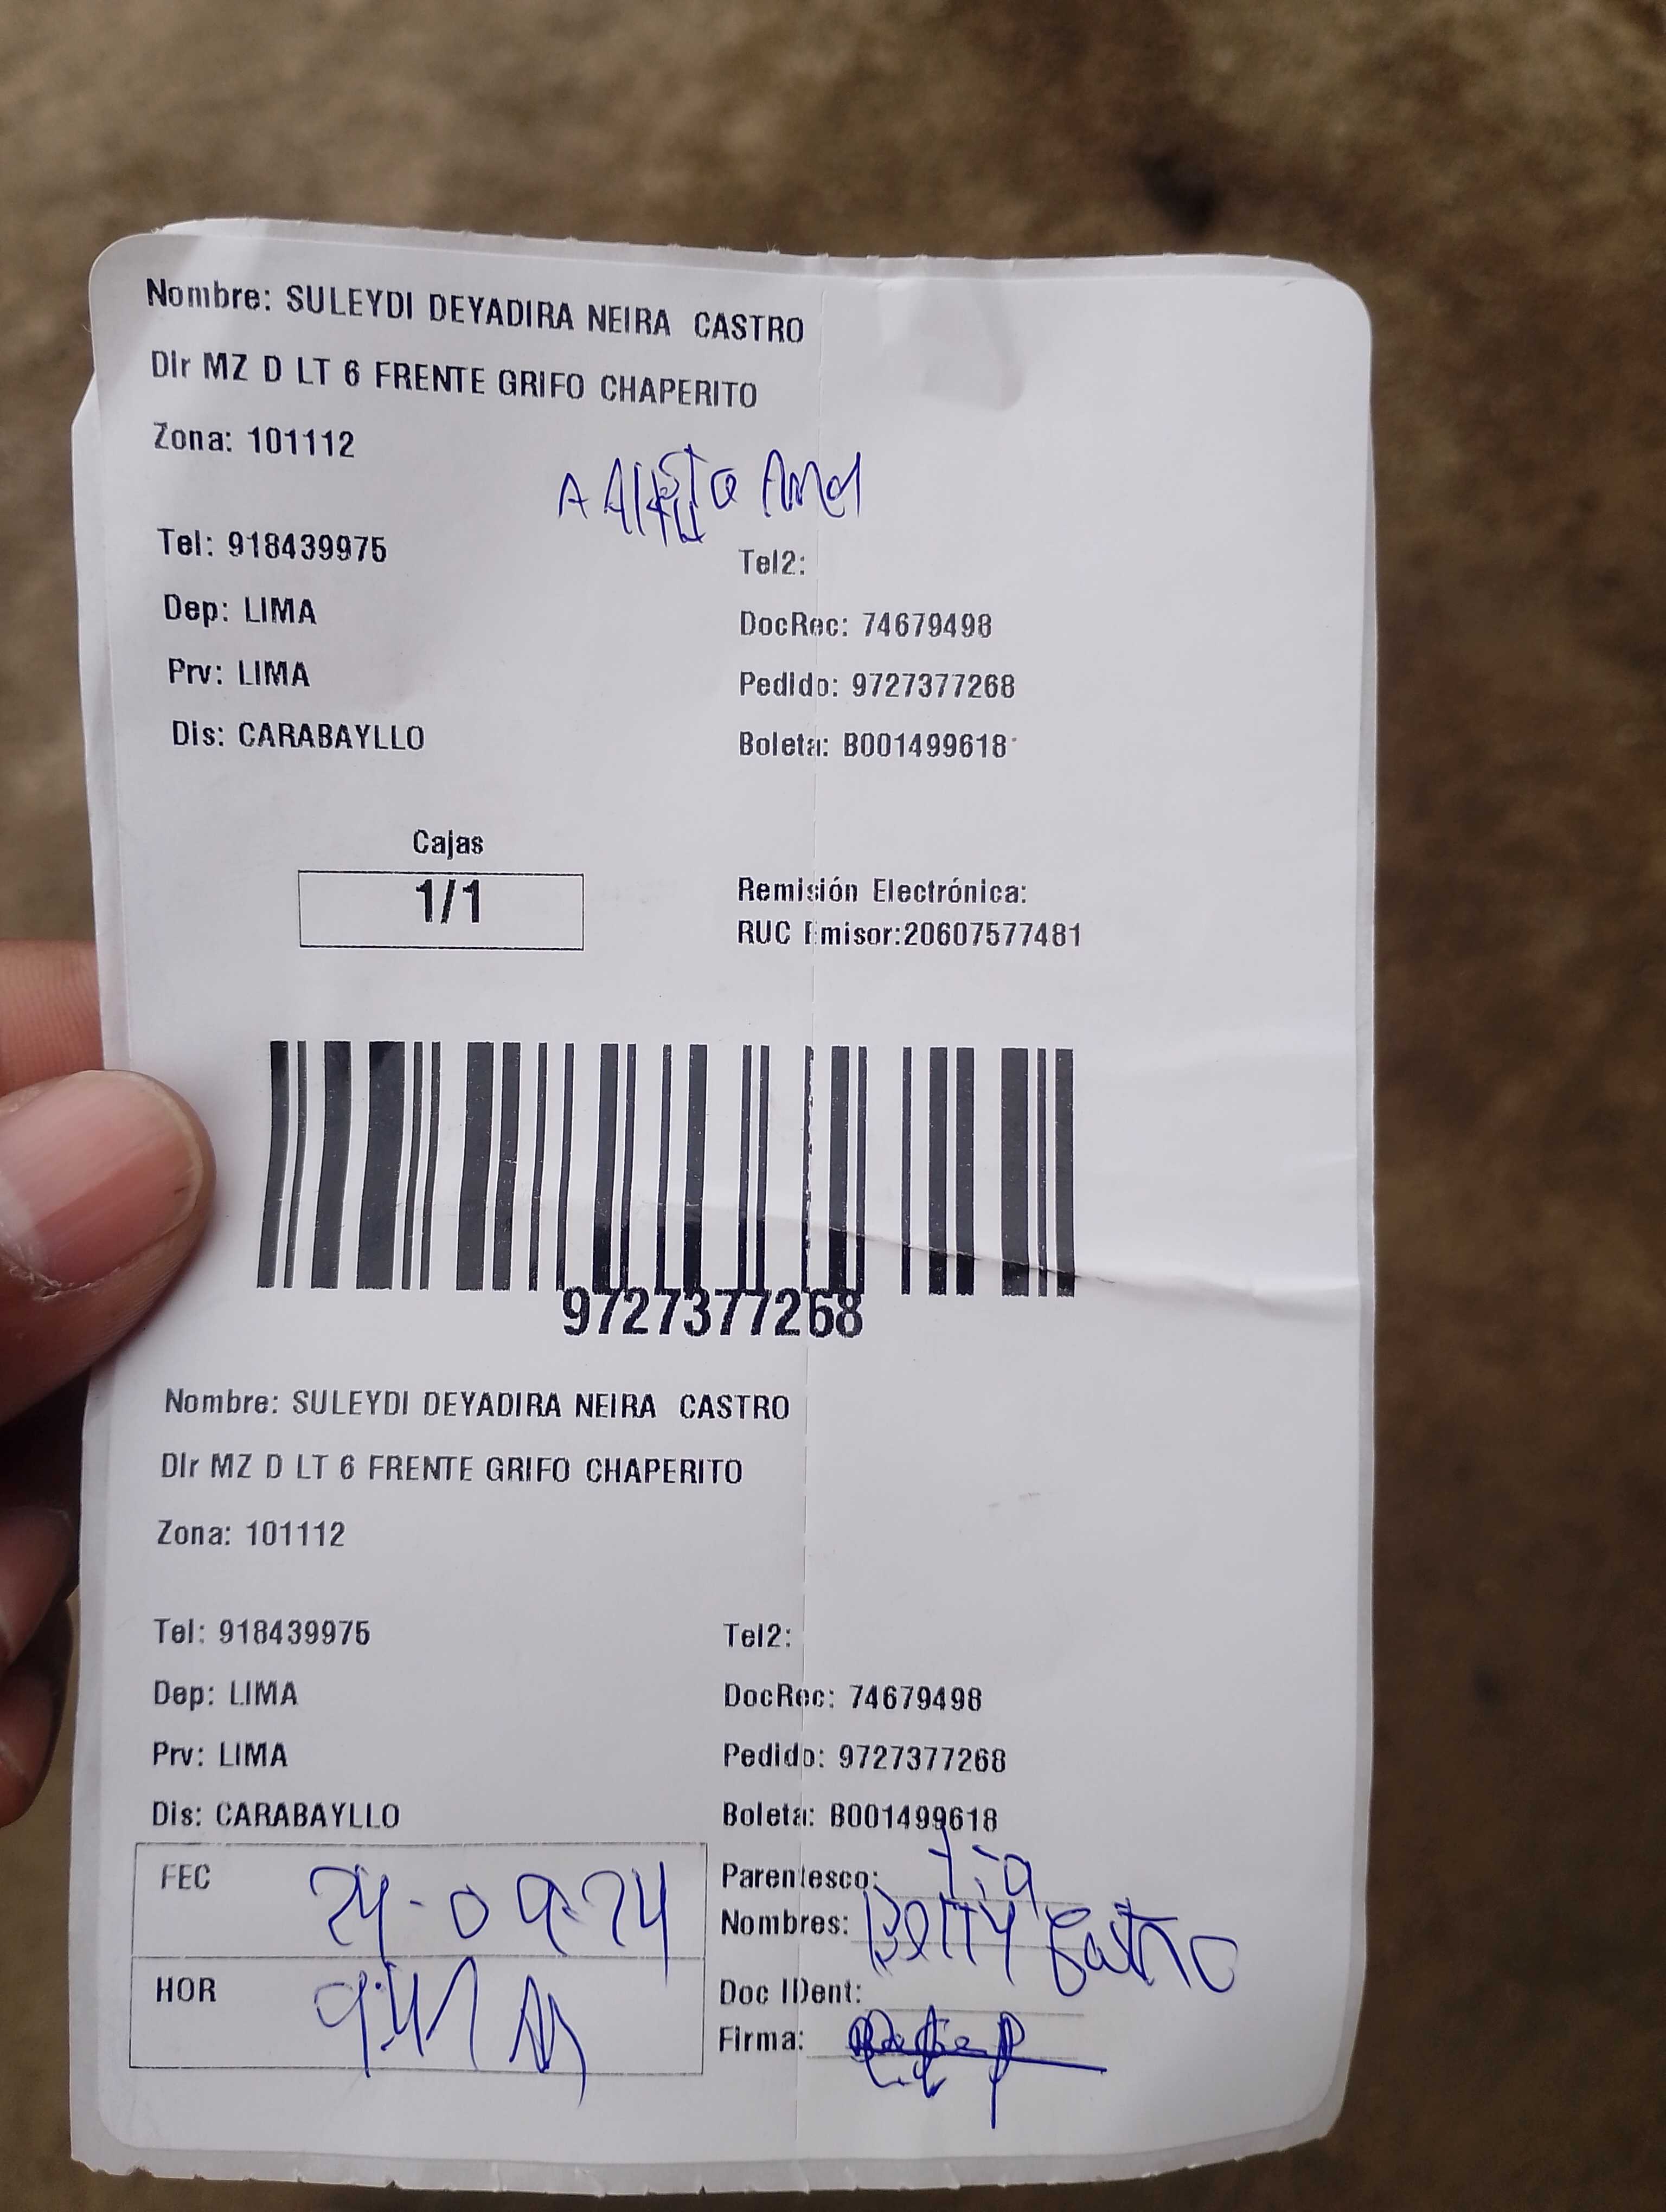 Nombre: SULEYDI DEYADIRA NEIRA CASTRO
Dir MZ D LT 6 FRENTE GRIFO CHAPERITO
Zona: 101112
A
Tel: 918439975 Tel2:
Dep: LIMA DocRec: 74679498
Prv: LIMA Pedido: 9727377268
Dis: CARABAYLLO Boleta: B001499618
Cajas
1/1
Remisión Electrónica:
RUC Emisor:20607577481
9727377268
Nombre: SULEYDI DEYADIRA NEIRA CASTRO
Dir MZ D LT 6 FRENTE GRIFO CHAPERITO
Zona: 101112
Tel: 918439975 Tel2:
Dep: LIMA DocRec: 74679498
Prv: LIMA Pedido: 9727377268
Dis: CARABAYLLO Boleta: B001499618
FEC 24-09-24 Parentesco: tia
Nombres: Betty Castro
HOR Doc IDent:
Firma: